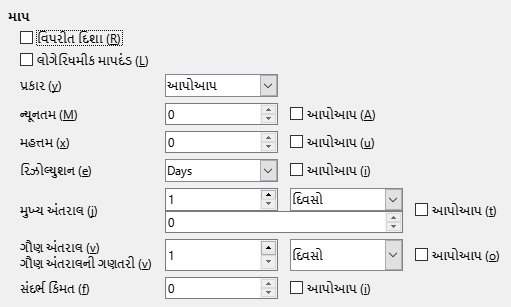 માપ
વિપરીત દિશા (R)
લોગેરિધમીક માપદંડ (L)
પ્રકાર (y) આપોઆપ
ન્યૂનતમ (M) 0 આપોઆપ (A)
મહત્તમ (x) 0 આપોઆપ (u)
રિઝોલ્યુશન (e) Days આપોઆપ (i)
મુખ્ય અંતરાલ (j) 1 દિવસો આપોઆપ (t)
0
ગૌણ અંતરાલ (v) 1 દિવસો આપોઆપ (o)
ગૌણ અંતરાલની ગણતરી (v)
સંદર્ભ કિંમત (f) 0 આપોઆપ (i)